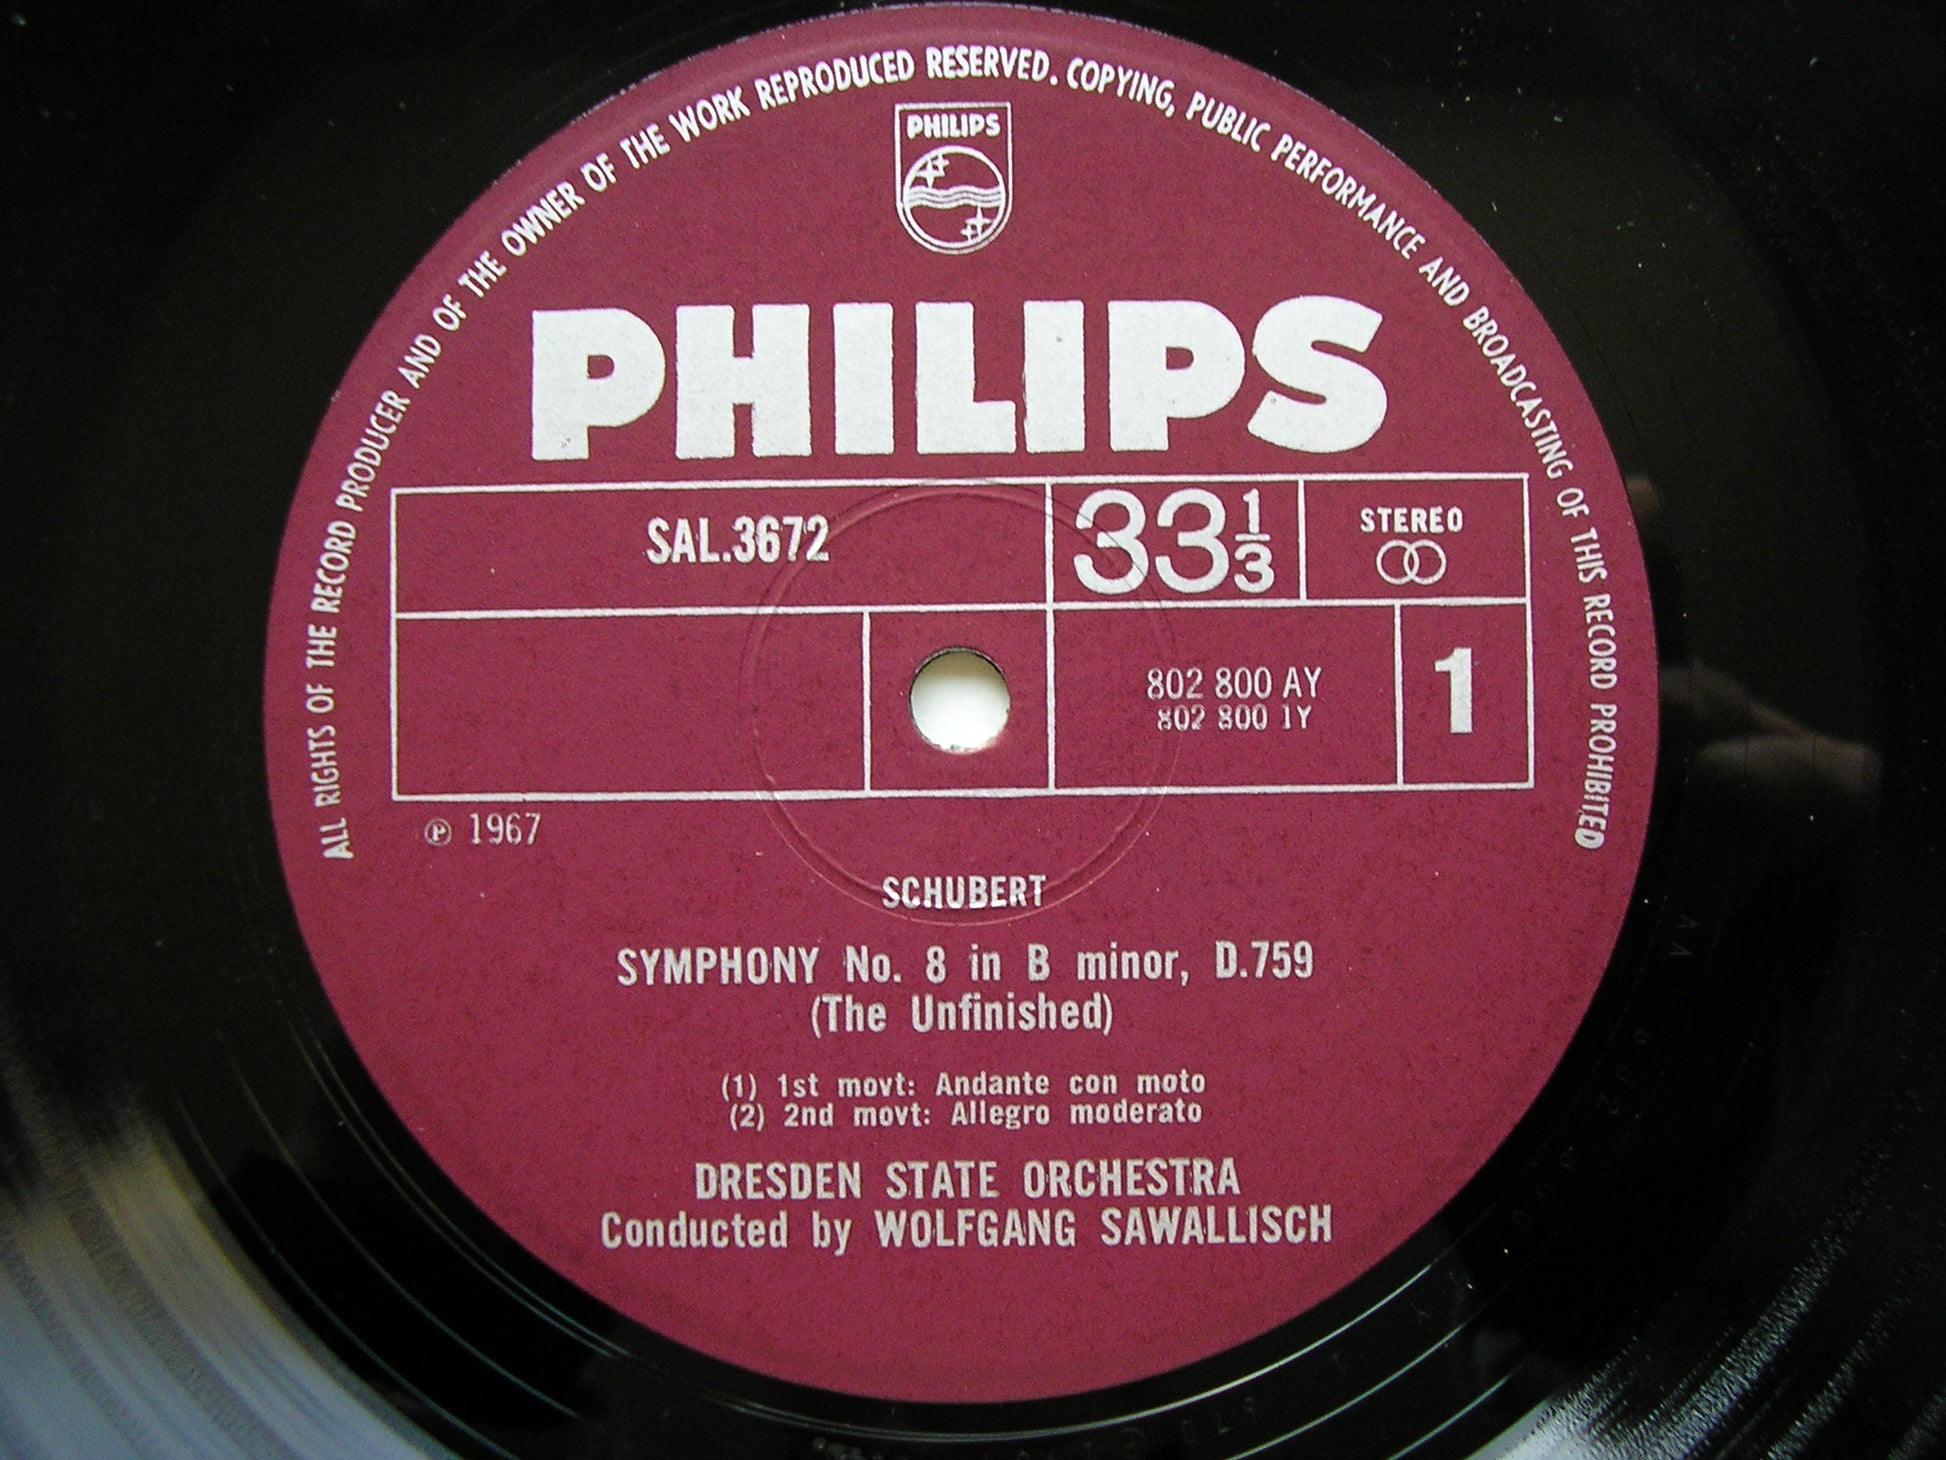 ALL RIGHTS OF THE RECORD PRODUCER AND OF THE OWNER OF THE WORK REPRODUCED RESERVED. COPYING, PUBLIC PERFORMANCE AND BROADCASTING OF THIS RECORD PROHIBITED
PHILIPS
PHILIPS
SAL.3672
33 1/3
STEREO
802 800 AY
802 800 1Y
1
℗ 1967
SCHUBERT
SYMPHONY No. 8 in B minor, D.759
(The Unfinished)
(1) 1st movt: Andante con moto
(2) 2nd movt: Allegro moderato
DRESDEN STATE ORCHESTRA
Conducted by WOLFGANG SAWALLISCH